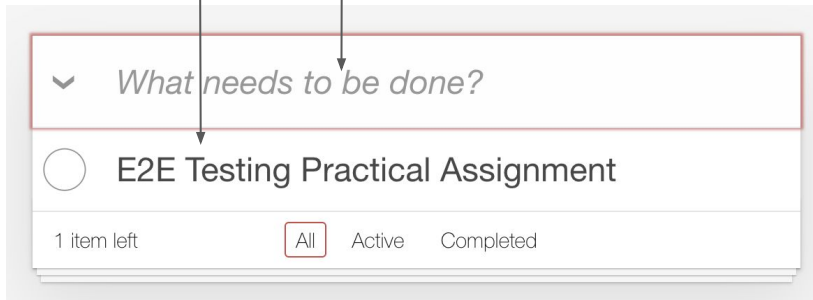 What needs to be done?
E2E Testing Practical Assignment
1 item left All Active Completed